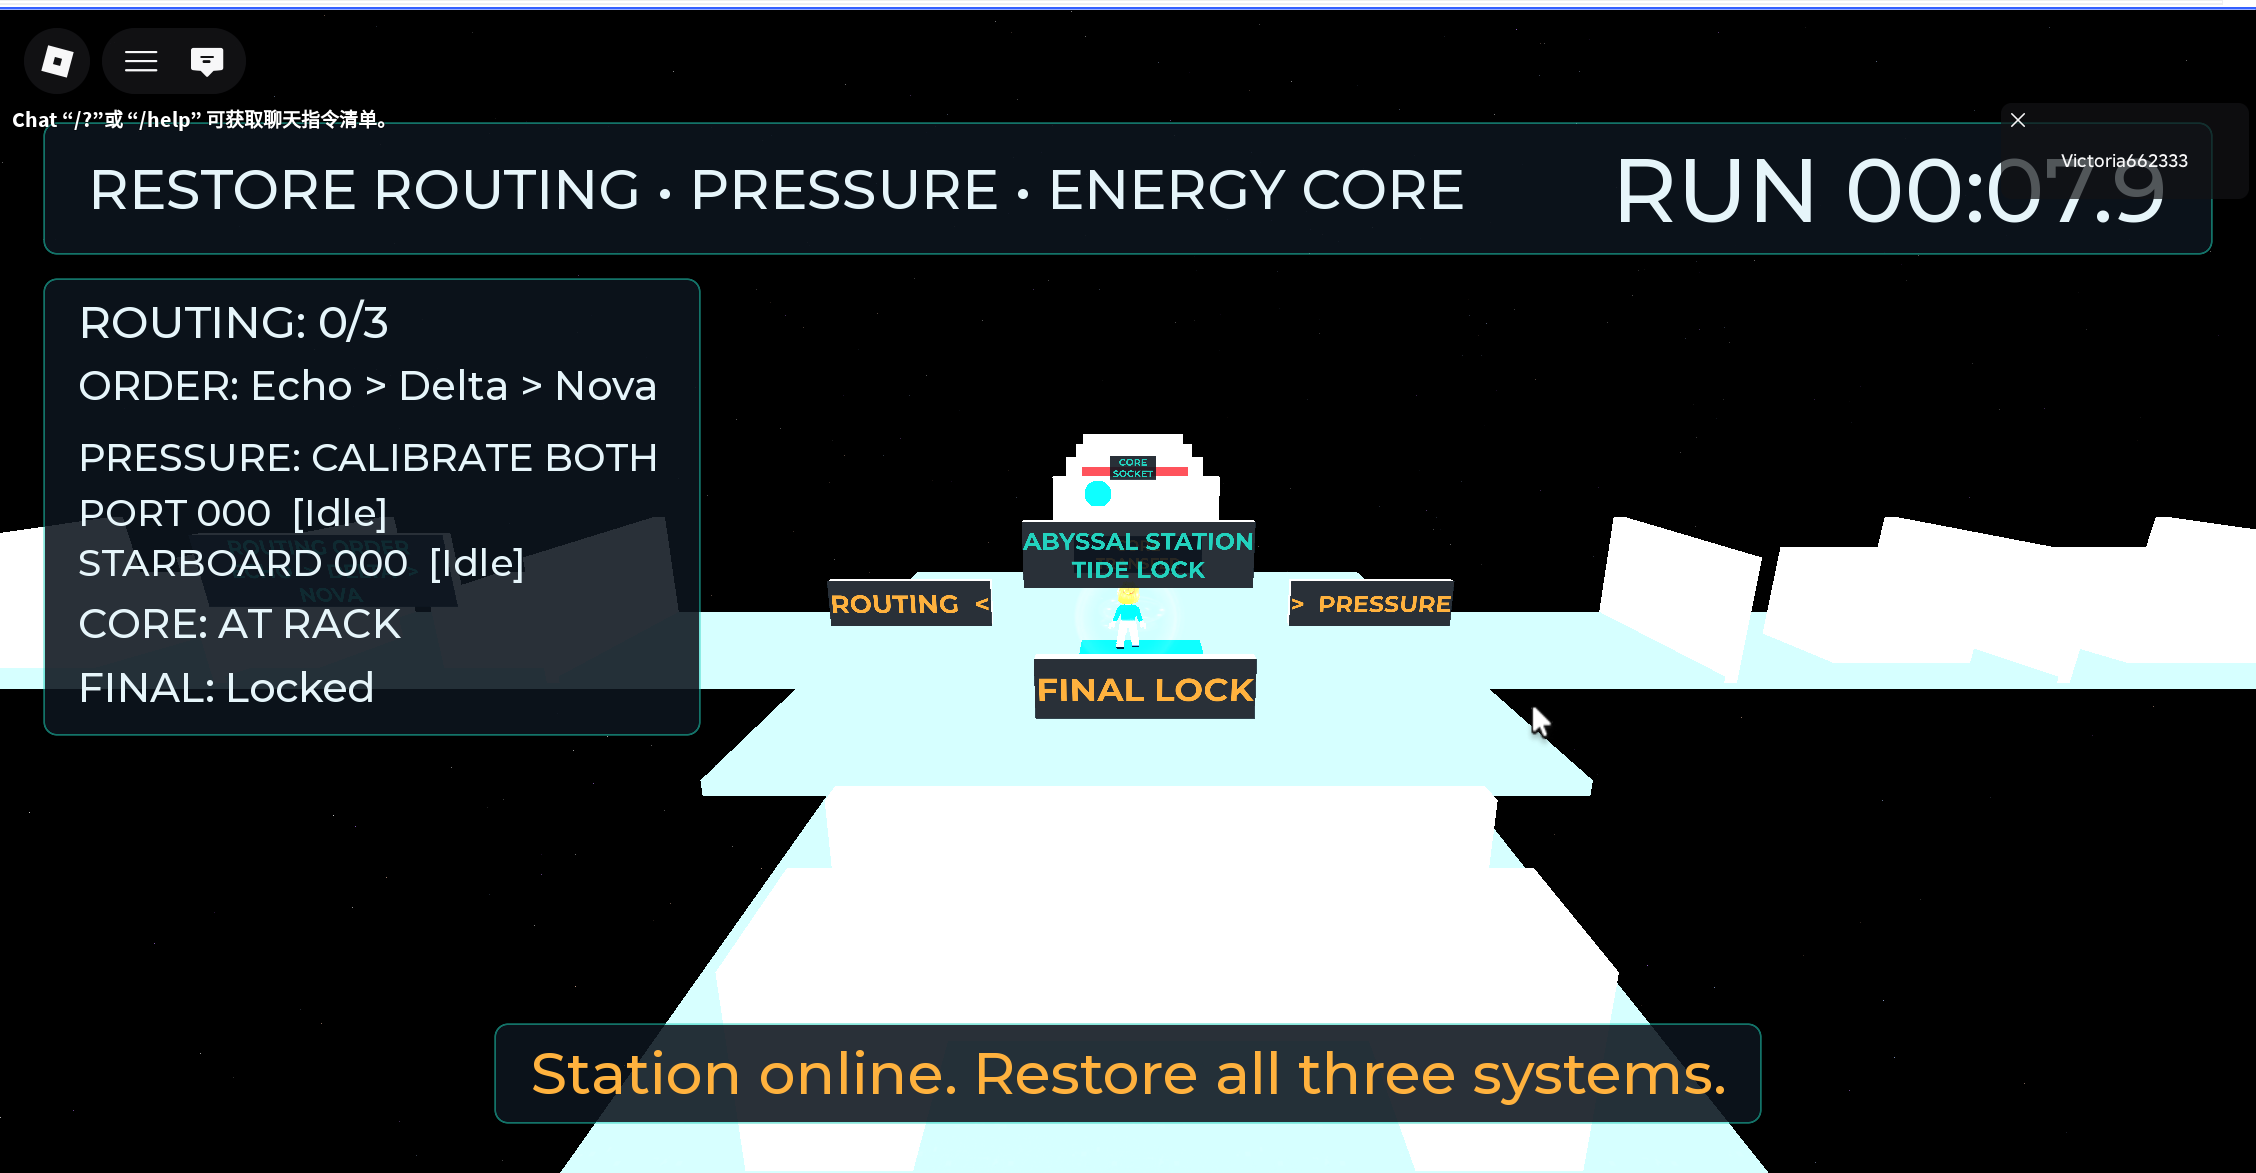 Chat “/?”或 “/help” 可获取聊天指令清单。
Victoria662333
RESTORE ROUTING • PRESSURE • ENERGY CORE
RUN 00:07.9
ROUTING: 0/3
ORDER: Echo > Delta > Nova
PRESSURE: CALIBRATE BOTH
PORT 000 [Idle]
STARBOARD 000 [Idle]
CORE: AT RACK
FINAL: Locked
ROUTING ORDER
NOVA
CORE
SOCKET
ABYSSAL STATION
TIDE LOCK
ROUTING <
> PRESSURE
FINAL LOCK
Station online. Restore all three systems.